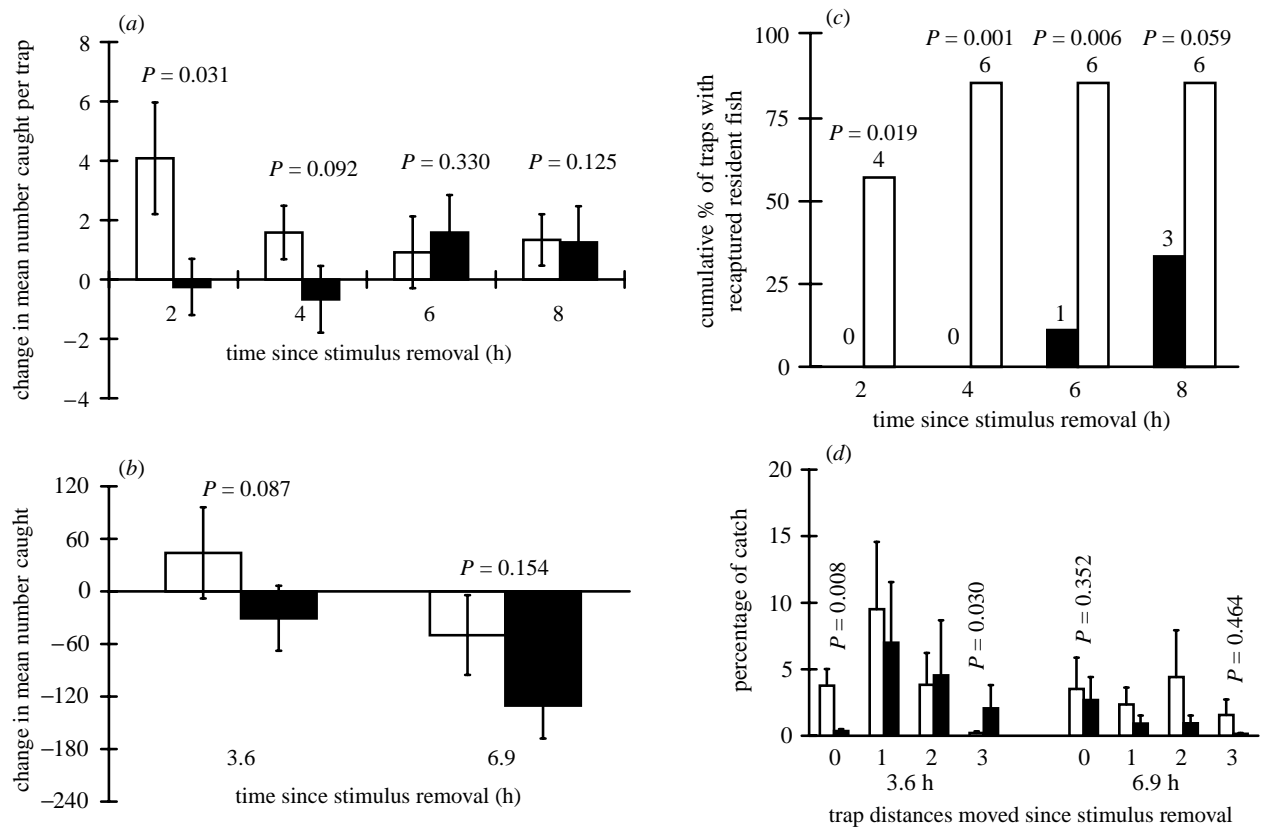 (a)
change in mean number caught per trap
8
6
4
2
0
−2
−4
P = 0.031
P = 0.092
P = 0.330
P = 0.125
2
4
6
8
time since stimulus removal (h)
(b)
change in mean number caught
120
60
0
−60
−120
−180
−240
P = 0.087
P = 0.154
3.6
6.9
time since stimulus removal (h)
(c)
cumulative % of traps with
recaptured resident fish
100
75
50
25
0
P = 0.001
P = 0.006
P = 0.059
6
6
6
P = 0.019
4
0
0
1
3
2
4
6
8
time since stimulus removal (h)
(d)
percentage of catch
20
15
10
5
0
P = 0.008
P = 0.030
P = 0.352
P = 0.464
0
1
2
3
0
1
2
3
3.6 h
6.9 h
trap distances moved since stimulus removal